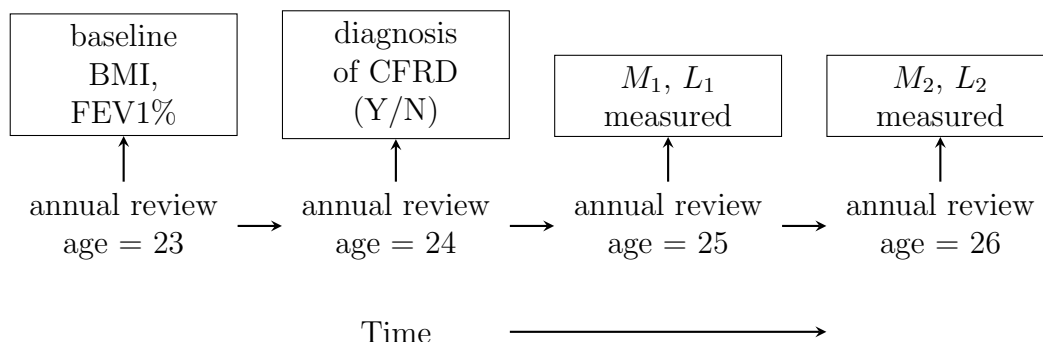 baseline
BMI,
FEV1%
diagnosis
of CFRD
(Y/N)
M₁, L₁
measured
M₂, L₂
measured
annual review
age = 23
annual review
age = 24
annual review
age = 25
annual review
age = 26
Time